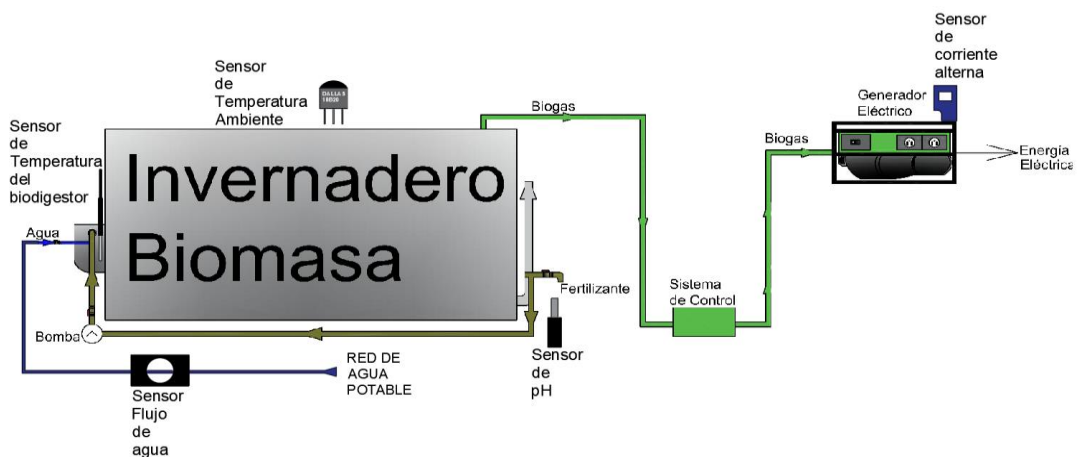 Sensor
de
corriente
alterna
Sensor
de
Temperatura
Ambiente
Generador
Eléctrico
Biogas
Sensor
de
Temperatura
del
biodigestor
Biogas
Energía
Eléctrica
Invernadero
Biomasa
Agua
Sistema
de Control
Fertilizante
Bomba
Sensor
de
pH
RED DE
AGUA
POTABLE
Sensor
Flujo
de
agua